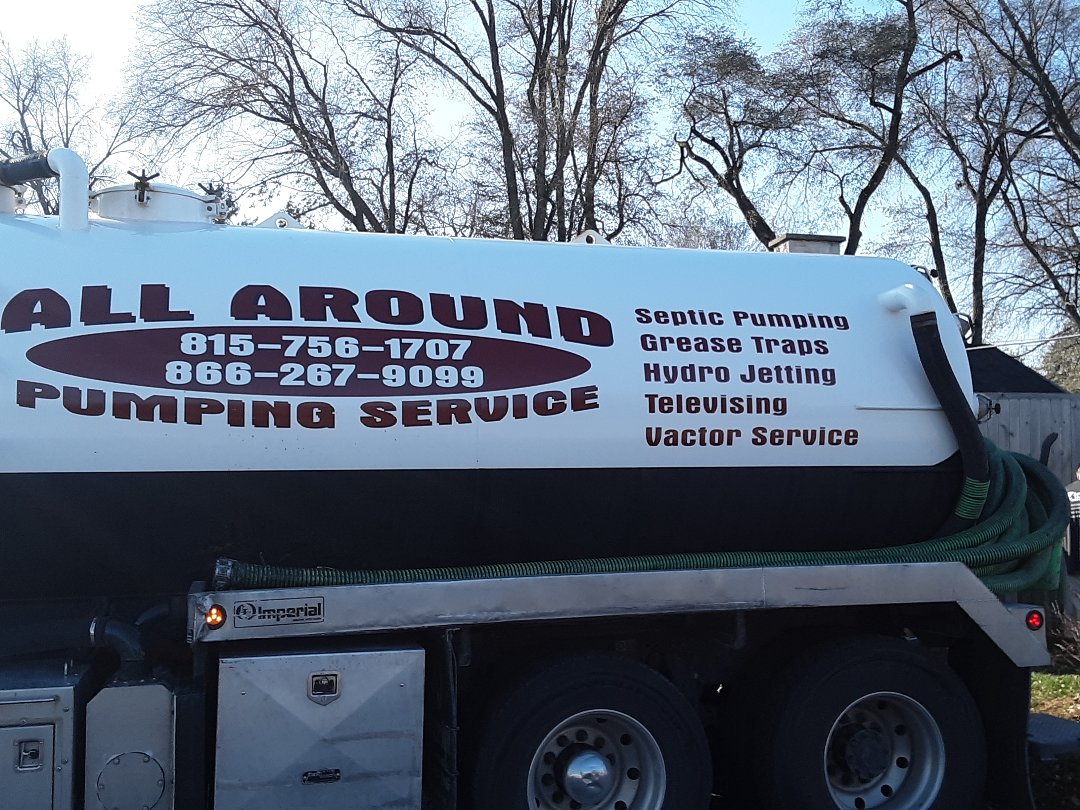 ALL AROUND
815-756-1707
866-267-9099
PUMPING SERVICE
Septic Pumping
Grease Traps
Hydro Jetting
Televising
Vactor Service
Imperial